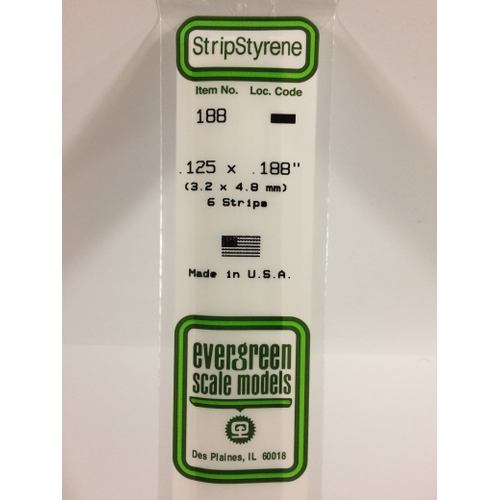 StripStyrene
Item No. Loc. Code
188
.125 x .188"
(3.2 x 4.8 mm)
6 Strips
Made in U.S.A.
evergreen
scale models
Des Plaines, IL 60018